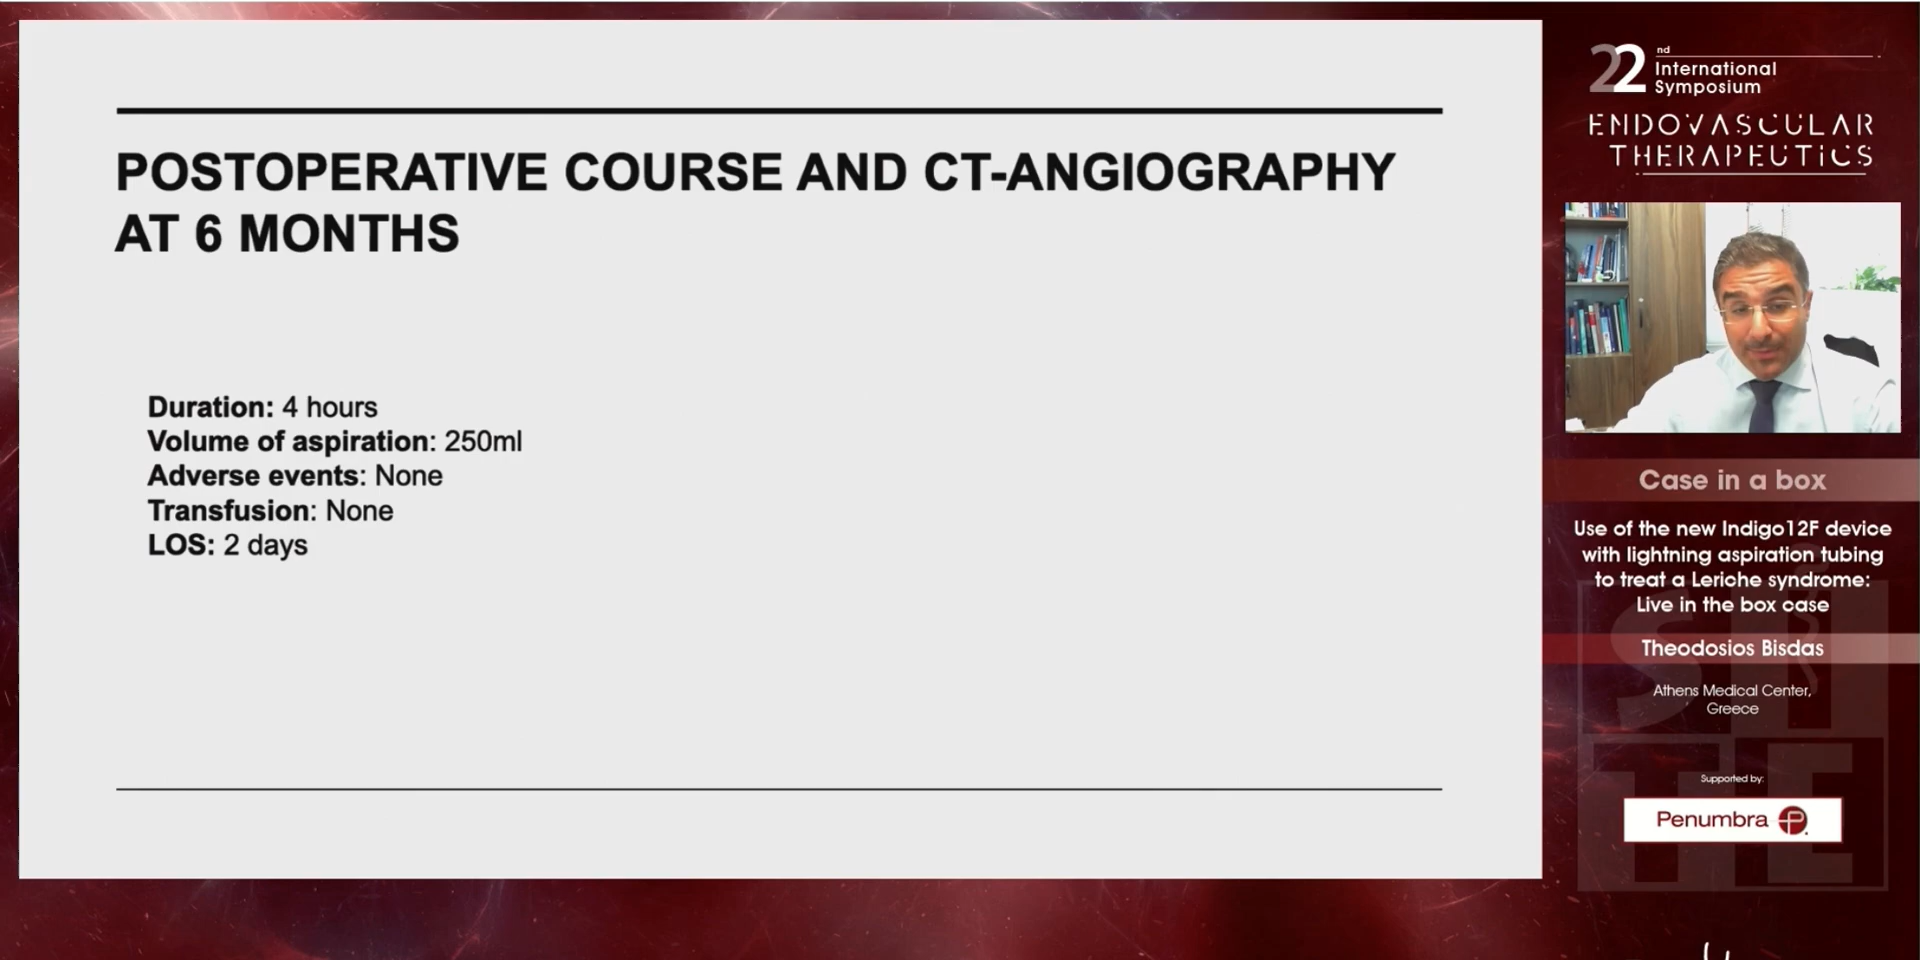 POSTOPERATIVE COURSE AND CT-ANGIOGRAPHY
AT 6 MONTHS
Duration: 4 hours
Volume of aspiration: 250ml
Adverse events: None
Transfusion: None
LOS: 2 days
22nd
International
Symposium
ENDOVASCULAR
THERAPEUTiCS
Case in a box
Use of the new Indigo12F device
with lightning aspiration tubing
to treat a Leriche syndrome:
Live in the box case
Theodosios Bisdas
Athens Medical Center,
Greece
SI
TE
Supported by:
Penumbra P